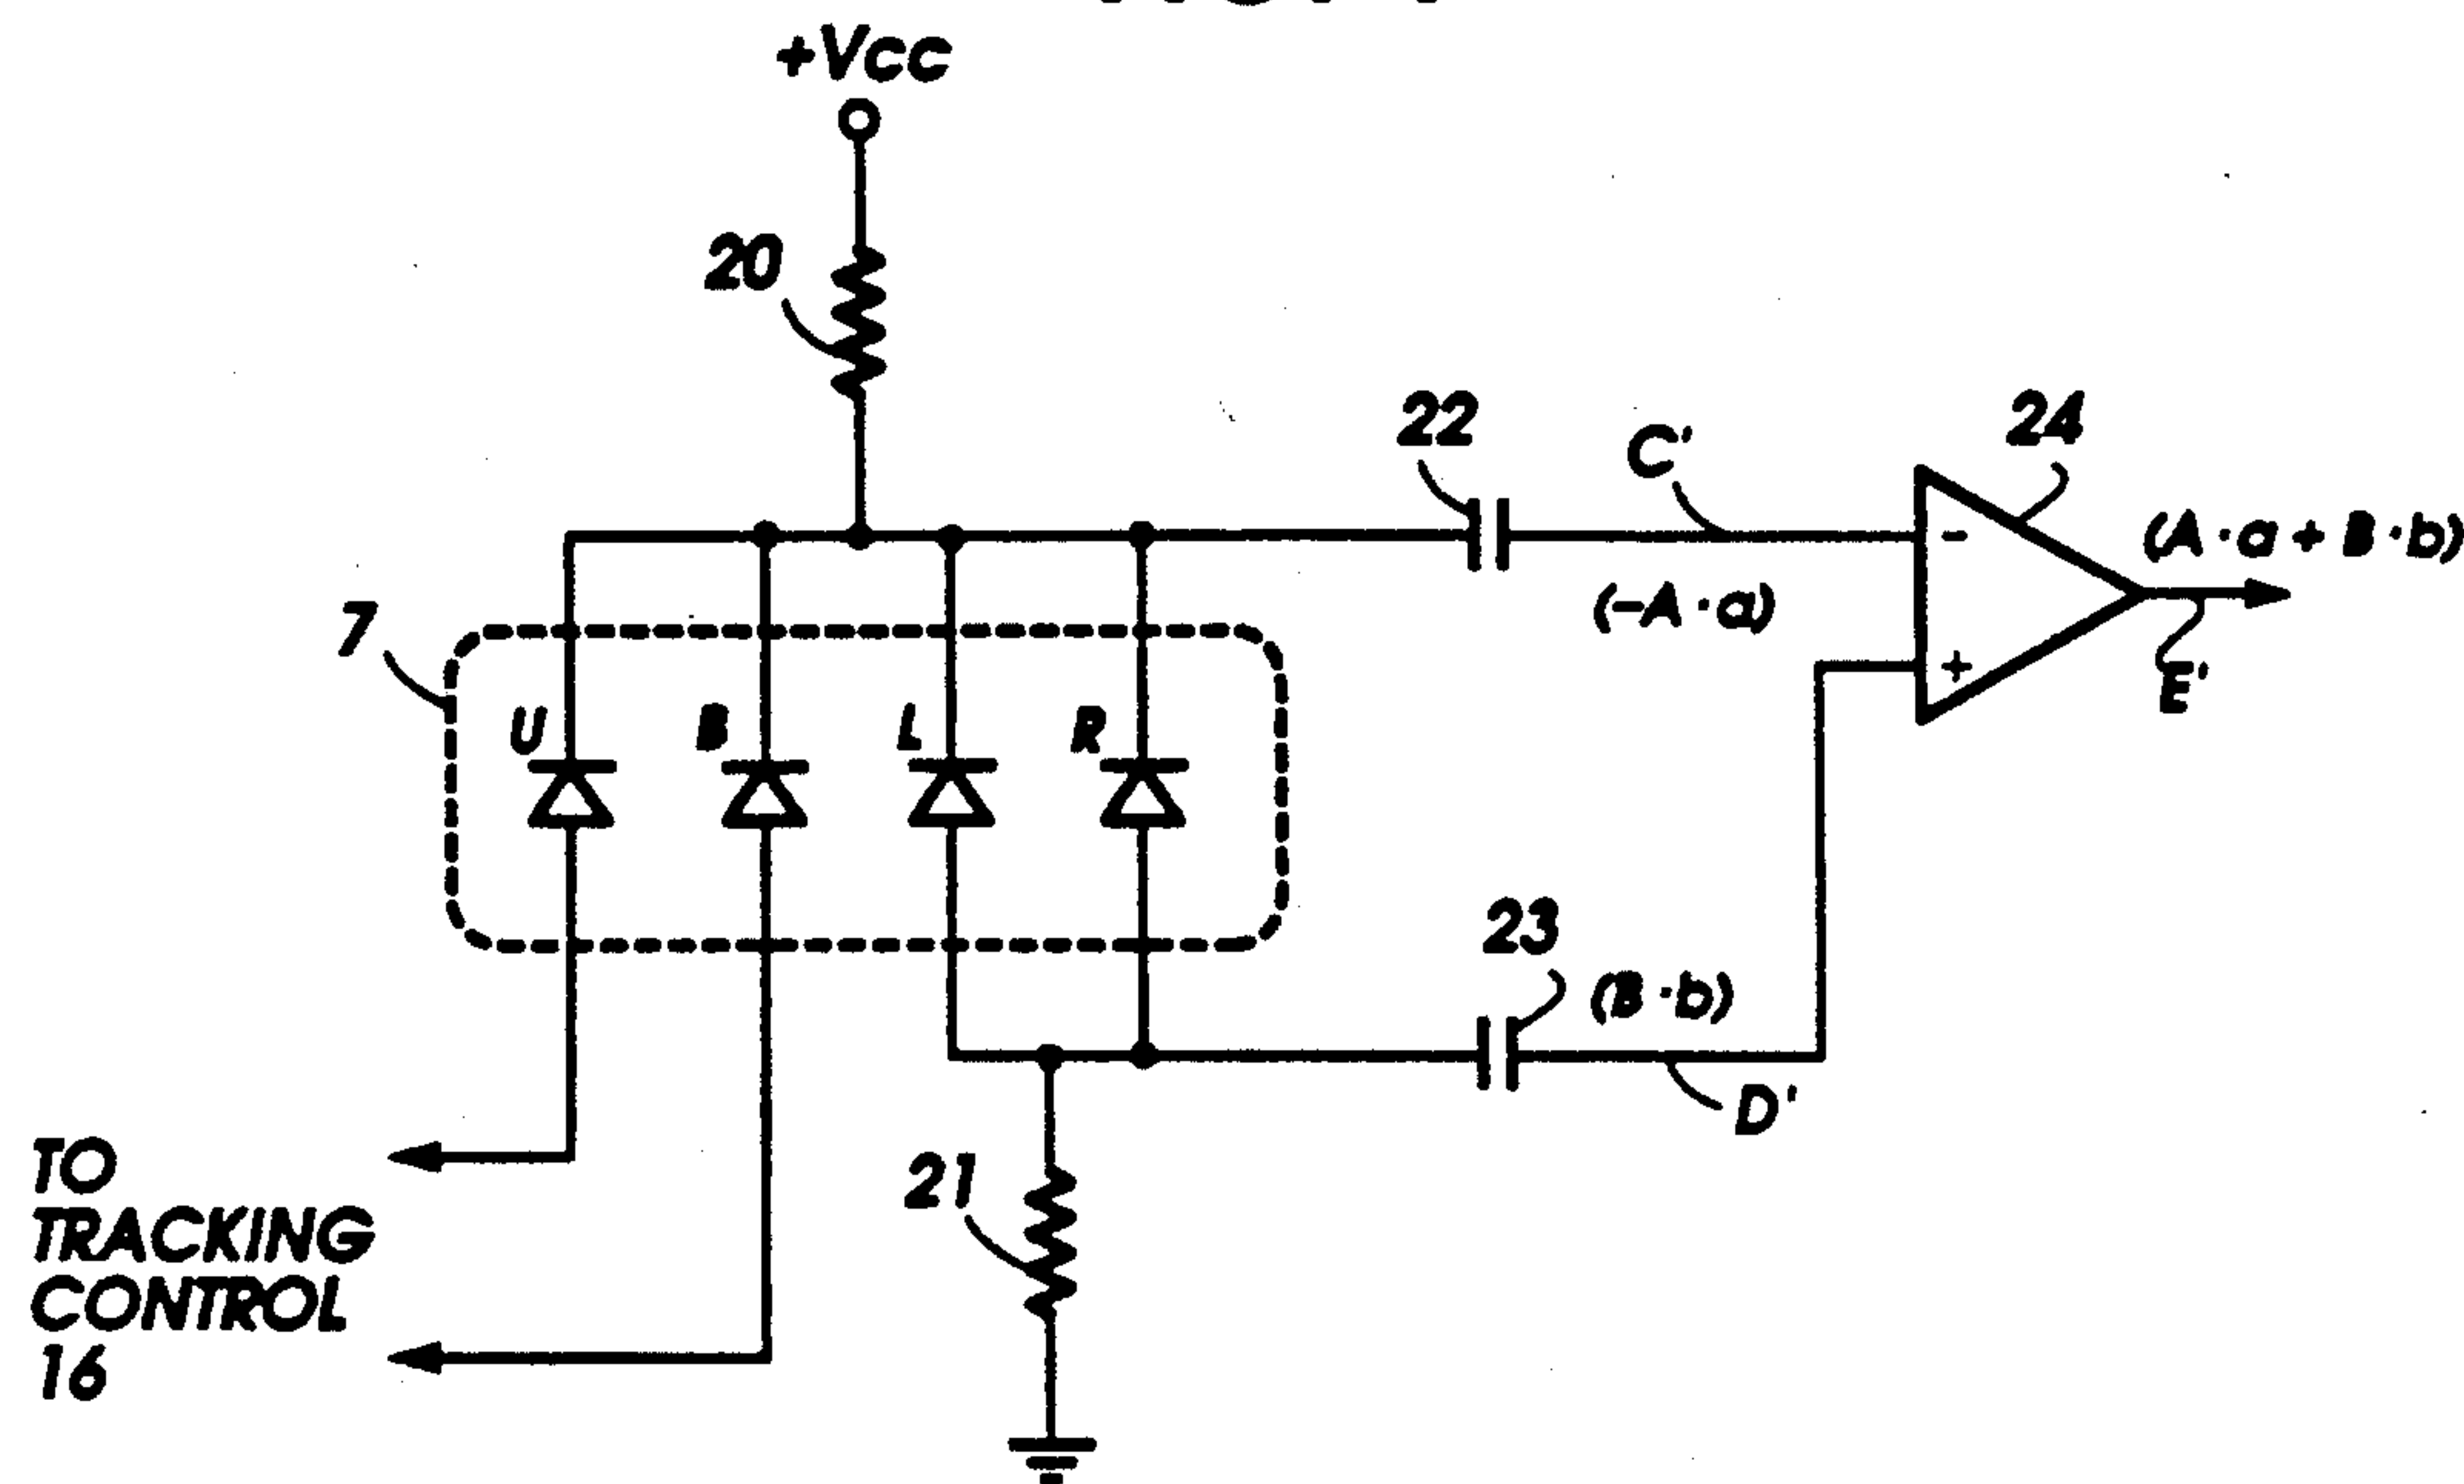 +VCC
20
22
C'
24
(A·a+B·b)
-
(-A·a)
7
+
E'
U
B
L
R
23
(B·b)
D'
21
TO
TRACKING
CONTROL
16